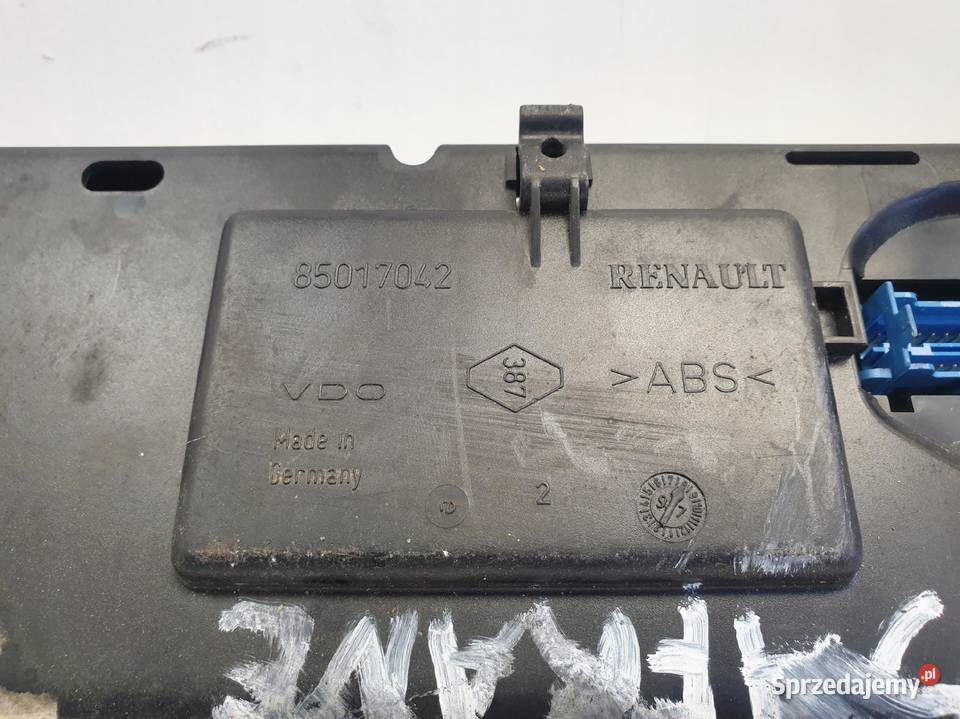 85017042
RENAULT
387
VDO
>ABS<
Made in
Germany
2
Sprzedajemy.pl